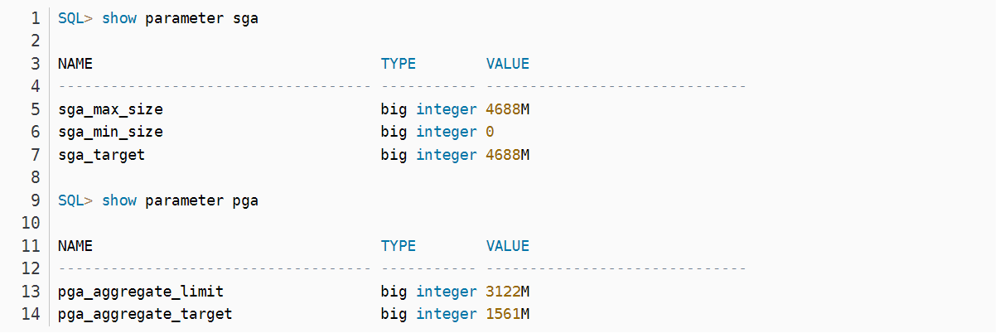 1 SQL> show parameter sga
2
3 NAME                                 TYPE        VALUE
4 ------------------------------------ ----------- ------------------------------
5 sga_max_size                         big integer 4688M
6 sga_min_size                         big integer 0
7 sga_target                           big integer 4688M
8
9 SQL> show parameter pga
10
11 NAME                                 TYPE        VALUE
12 ------------------------------------ ----------- ------------------------------
13 pga_aggregate_limit                  big integer 3122M
14 pga_aggregate_target                 big integer 1561M